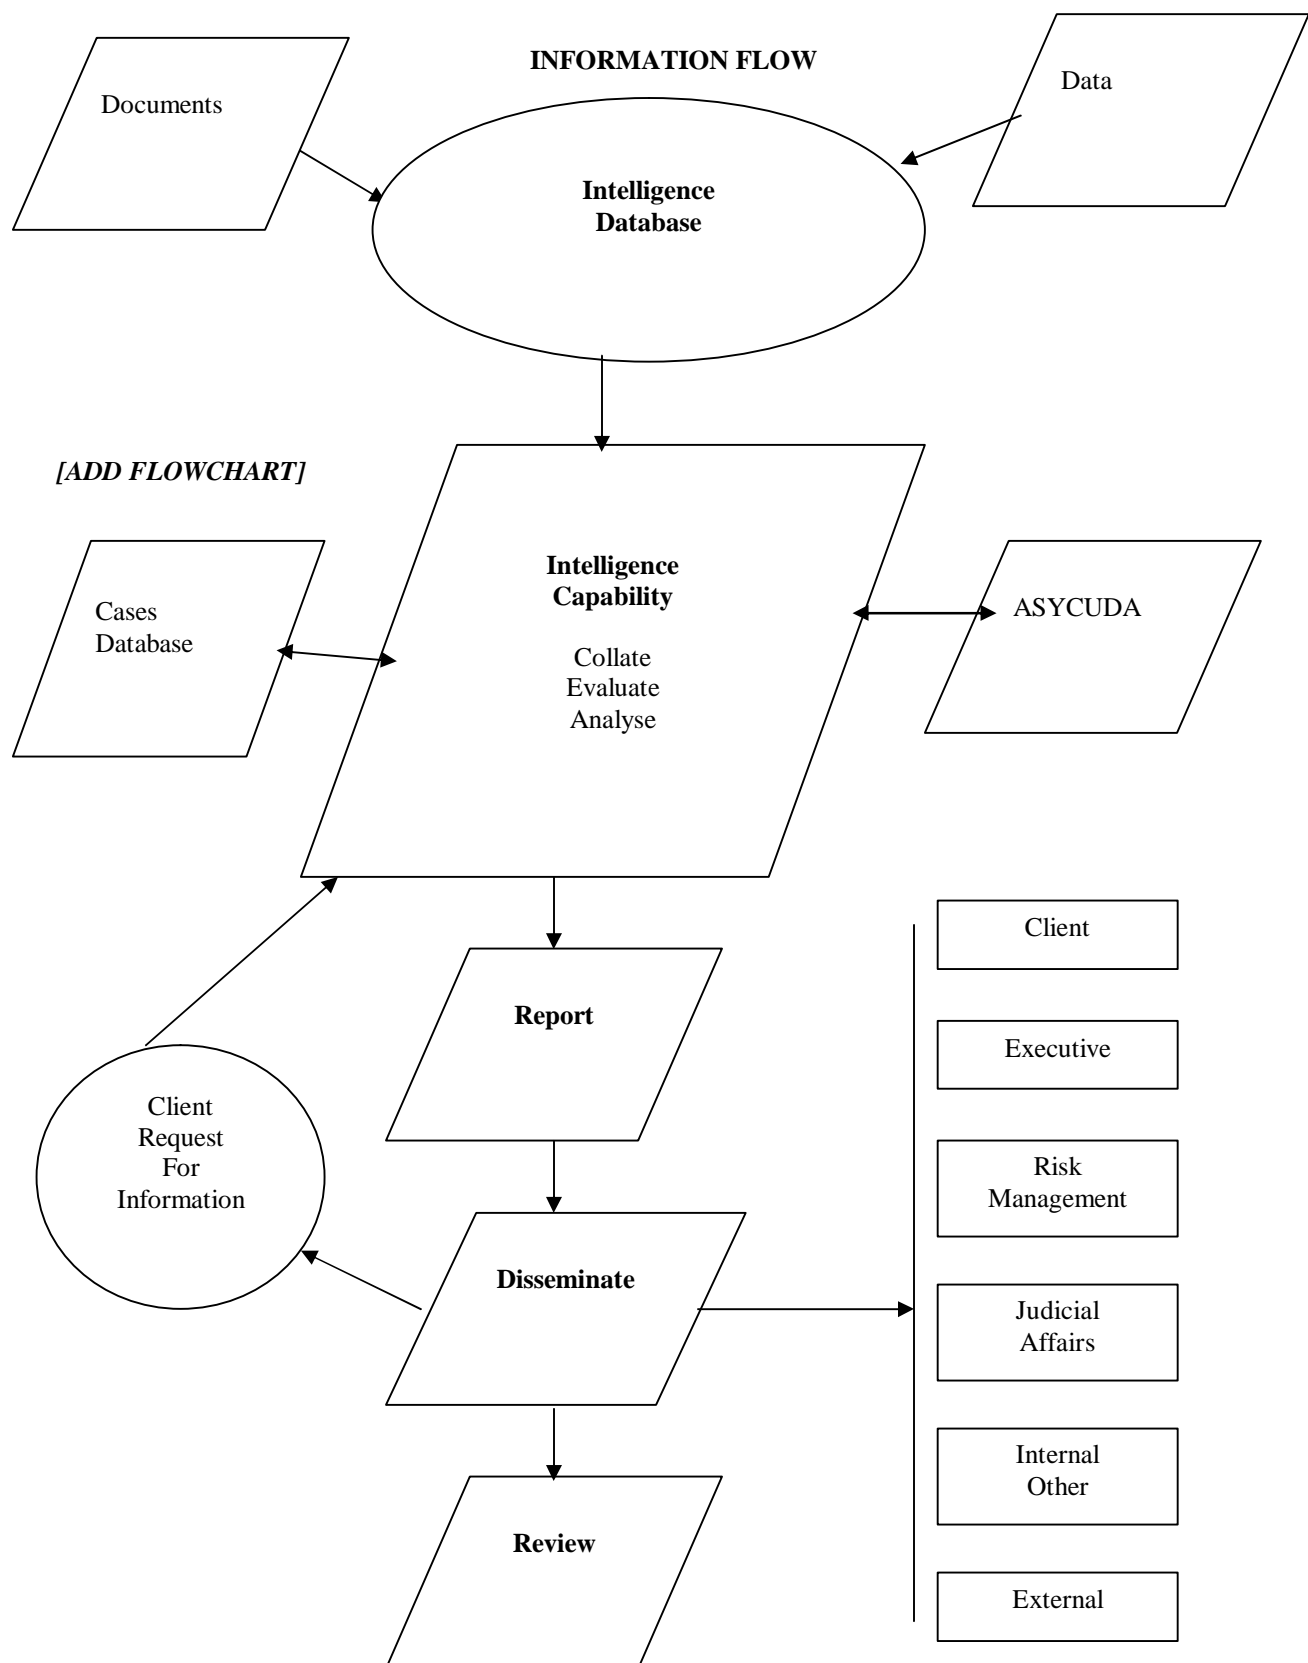 INFORMATION FLOW
Documents
Data
Intelligence
Database
[ADD FLOWCHART]
Cases
Database
Intelligence
Capability
Collate
Evaluate
Analyse
ASYCUDA
Client
Report
Executive
Client
Request
For
Information
Risk
Management
Disseminate
Judicial
Affairs
Internal
Other
Review
External